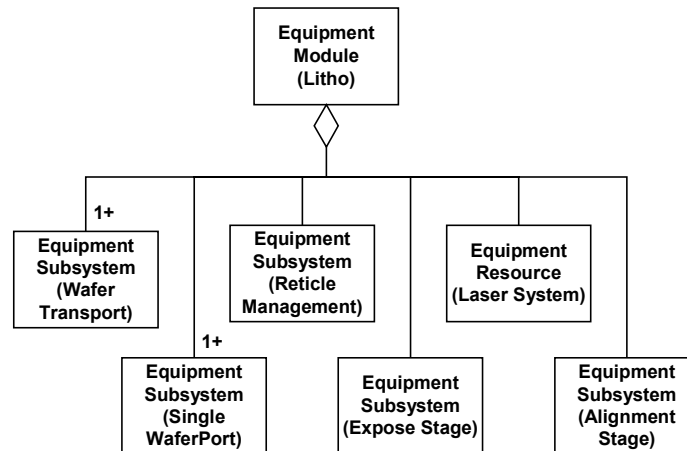 Equipment
Module
(Litho)
1+
Equipment
Subsystem
(Wafer
Transport)
Equipment
Subsystem
(Reticle
Management)
Equipment
Resource
(Laser System)
1+
Equipment
Subsystem
(Single
WaferPort)
Equipment
Subsystem
(Expose Stage)
Equipment
Subsystem
(Alignment
Stage)